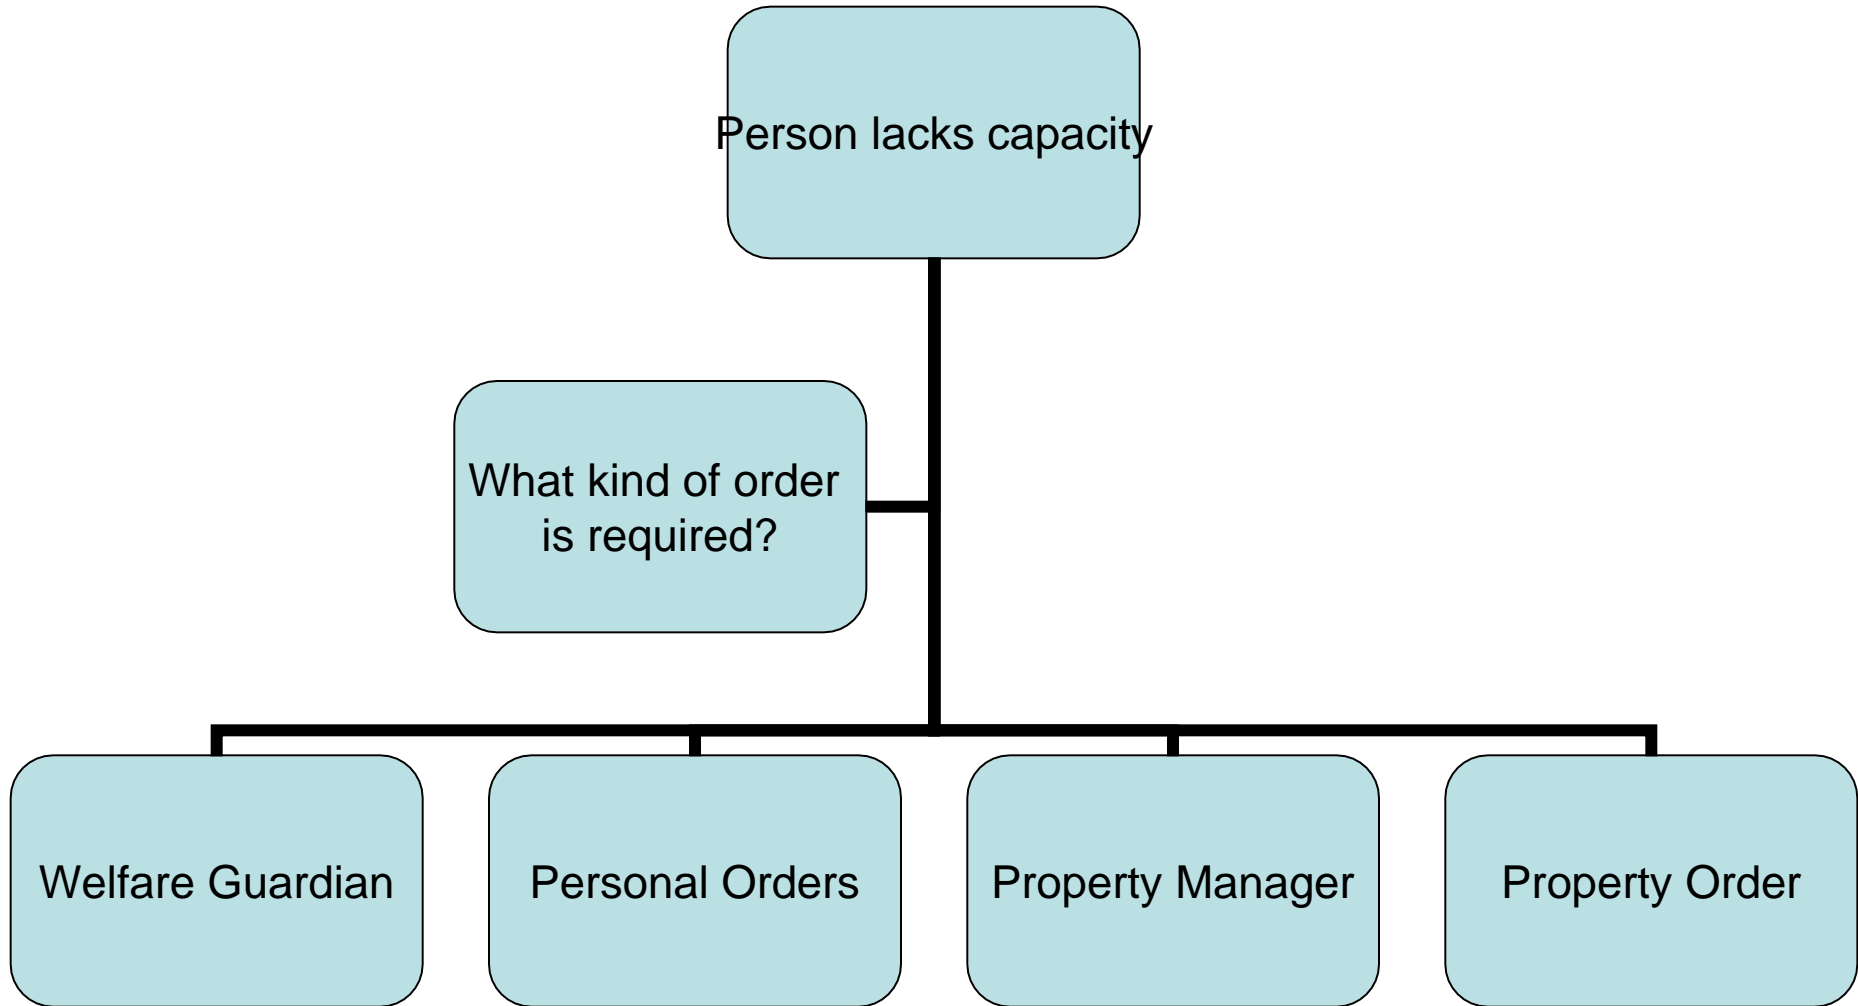 Person lacks capacity
What kind of order
is required?
Welfare Guardian
Personal Orders
Property Manager
Property Order